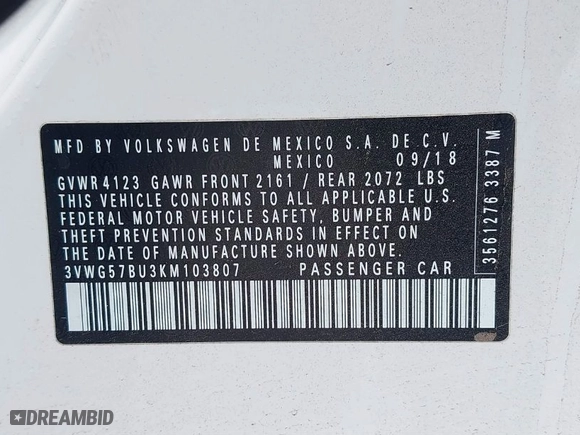 MFD BY VOLKSWAGEN DE MEXICO S.A. DE C.V.
MEXICO 09/18
GVWR 4123 GAWR FRONT 2161 / REAR 2072 LBS
THIS VEHICLE CONFORMS TO ALL APPLICABLE U.S.
FEDERAL MOTOR VEHICLE SAFETY, BUMPER AND
THEFT PREVENTION STANDARDS IN EFFECT ON
THE DATE OF MANUFACTURE SHOWN ABOVE.
3VWG57BU3KM103807 PASSENGER CAR
3561276 3387 M
DREAMBID